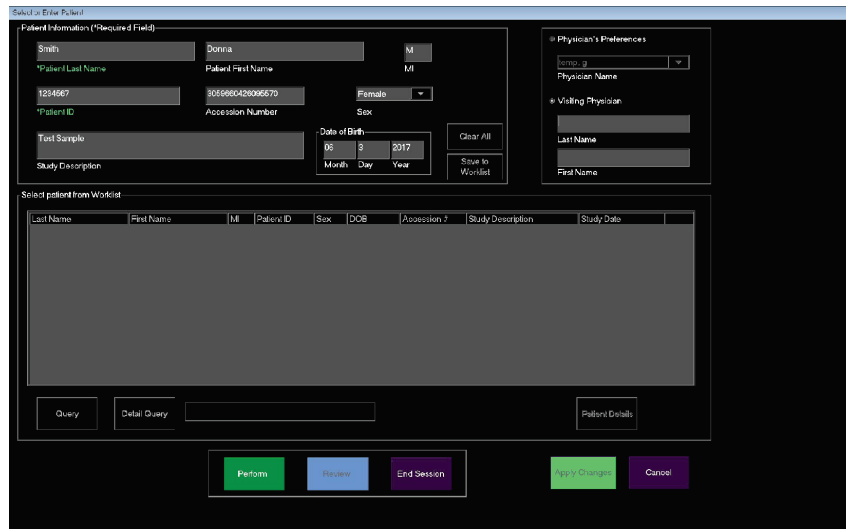 Select or Enter Patient
Patient Information (*Required Field)
Smith Donna M
*Patient Last Name Patient First Name MI
1234567 3059660426095570 Female
*Patient ID Accession Number Sex
Test Sample
Study Description
Date of Birth
06 3 2017
Month Day Year
Clear All
Save to
Worklist
Physician's Preferences
temp, g
Physician Name
Visiting Physician
Last Name
First Name
Select patient from Worklist
Last Name First Name MI Patient ID Sex DOB Accession # Study Description Study Date
Query Detail Query Patient Details
Perform Review End Session Apply Changes Cancel